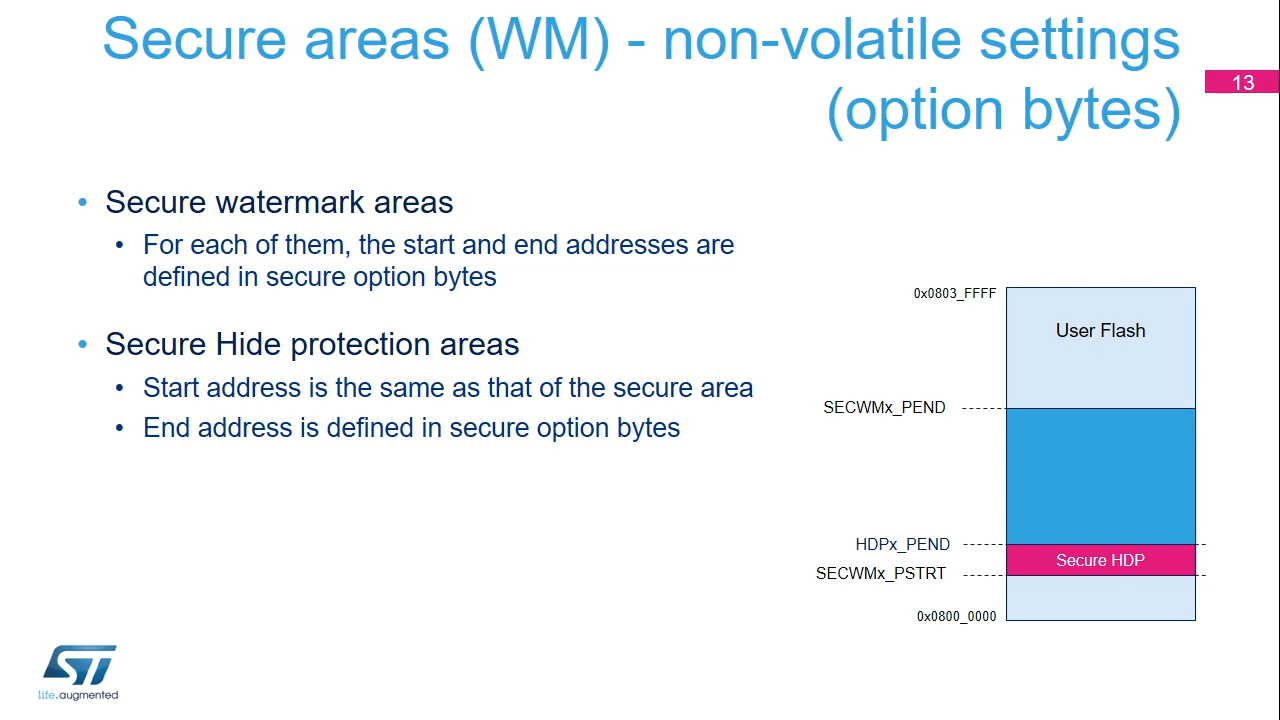 Secure areas (WM) - non-volatile settings
(option bytes)
13
• Secure watermark areas
• For each of them, the start and end addresses are
defined in secure option bytes
• Secure Hide protection areas
• Start address is the same as that of the secure area
• End address is defined in secure option bytes
0x0803_FFFF
User Flash
SECWMx_PEND
HDPx_PEND
Secure HDP
SECWMx_PSTRT
0x0800_0000
ST
life.augmented